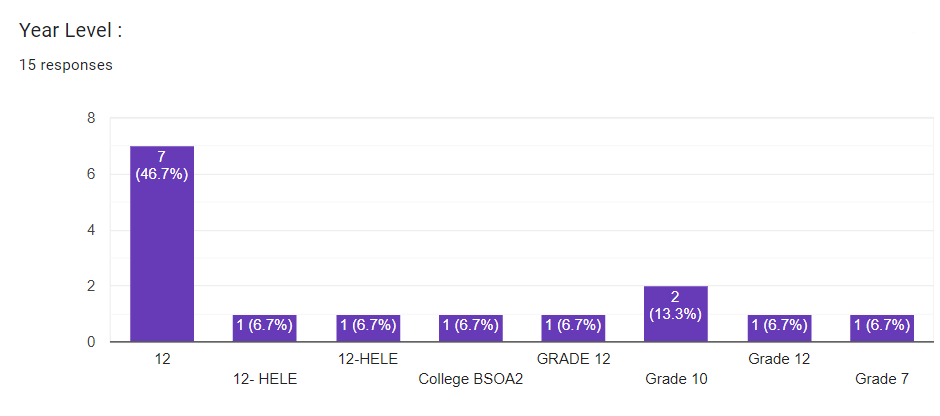 Year Level :
15 responses
8
6
4
2
0
7
(46.7%)
1 (6.7%)
1 (6.7%)
1 (6.7%)
1 (6.7%)
2
(13.3%)
1 (6.7%)
1 (6.7%)
12
12- HELE
12-HELE
College BSOA2
GRADE 12
Grade 10
Grade 12
Grade 7